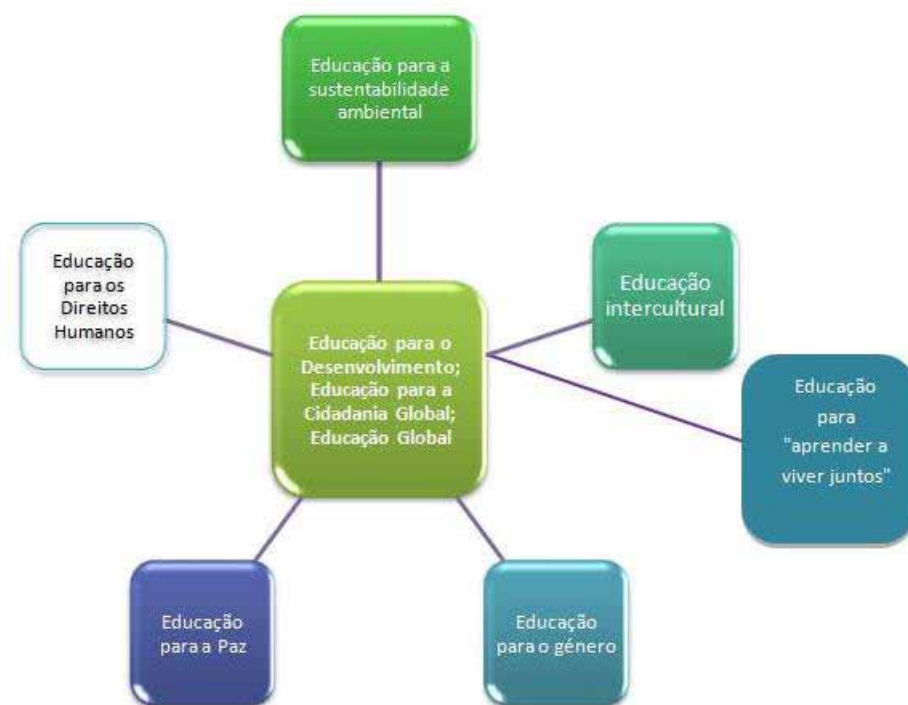 Educação para a
sustentabilidade
ambiental
Educação
para os
Direitos
Humanos
Educação
intercultural
Educação para o
Desenvolvimento;
Educação para a
Cidadania Global;
Educação Global
Educação
para
"aprender a
viver juntos"
Educação
para a Paz
Educação
para o género